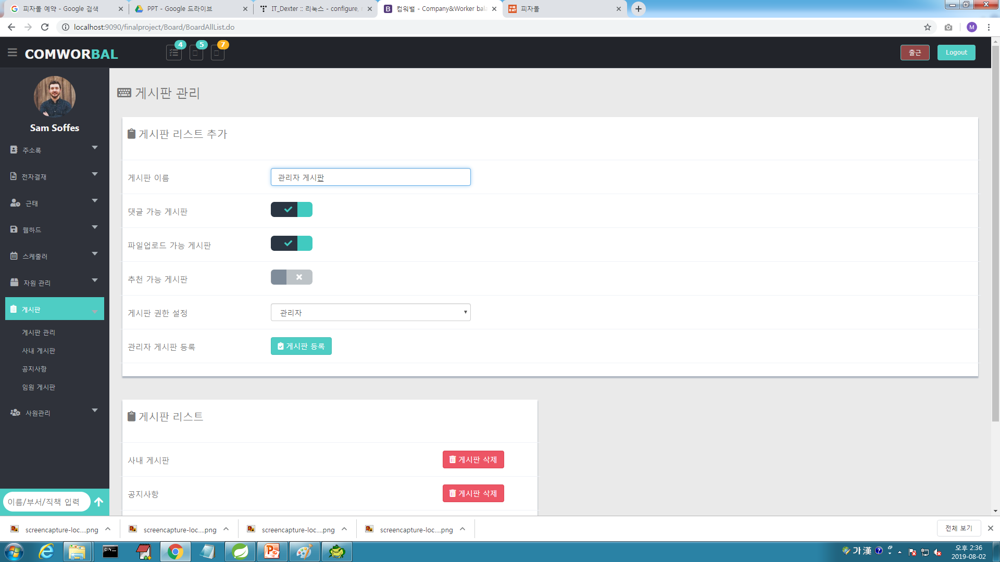 피자몰 예약 - Google 검색
PPT - Google 드라이브
IT_Dexter :: 리눅스 - configure,
컴워밸 - Company&Worker bala
피자몰
localhost:9090/finalproject/Board/BoardAllList.do
M
COMWORBAL
4
5
7
출근
Logout
Sam Soffes
주소록
전자결재
근태
웹하드
스케줄러
자원 관리
게시판
게시판 관리
사내 게시판
공지사항
임원 게시판
사원관리
이름/부서/직책 입력
게시판 관리
게시판 리스트 추가
게시판 이름
관리자 게시판
댓글 가능 게시판
파일업로드 가능 게시판
추천 가능 게시판
게시판 권한 설정
관리자
관리자 게시판 등록
게시판 등록
게시판 리스트
사내 게시판
게시판 삭제
공지사항
게시판 삭제
screencapture-loc....png
screencapture-loc....png
screencapture-loc....png
screencapture-loc....png
전체 보기
가 漢
오후 2:36
2019-08-02